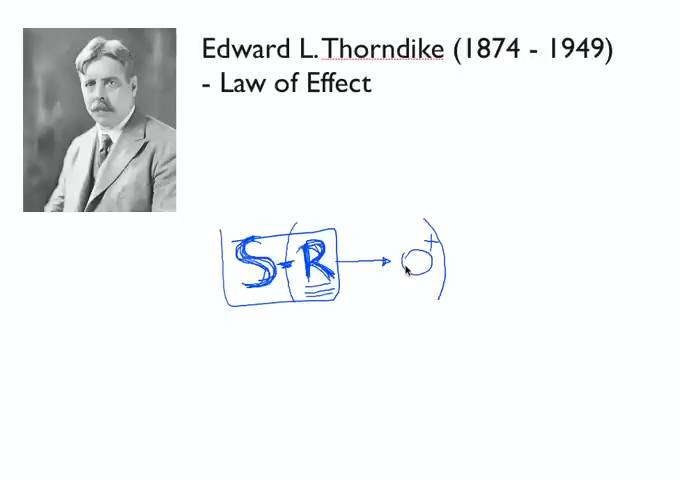 Edward L. Thorndike (1874 - 1949)
- Law of Effect
S-(R → O+)